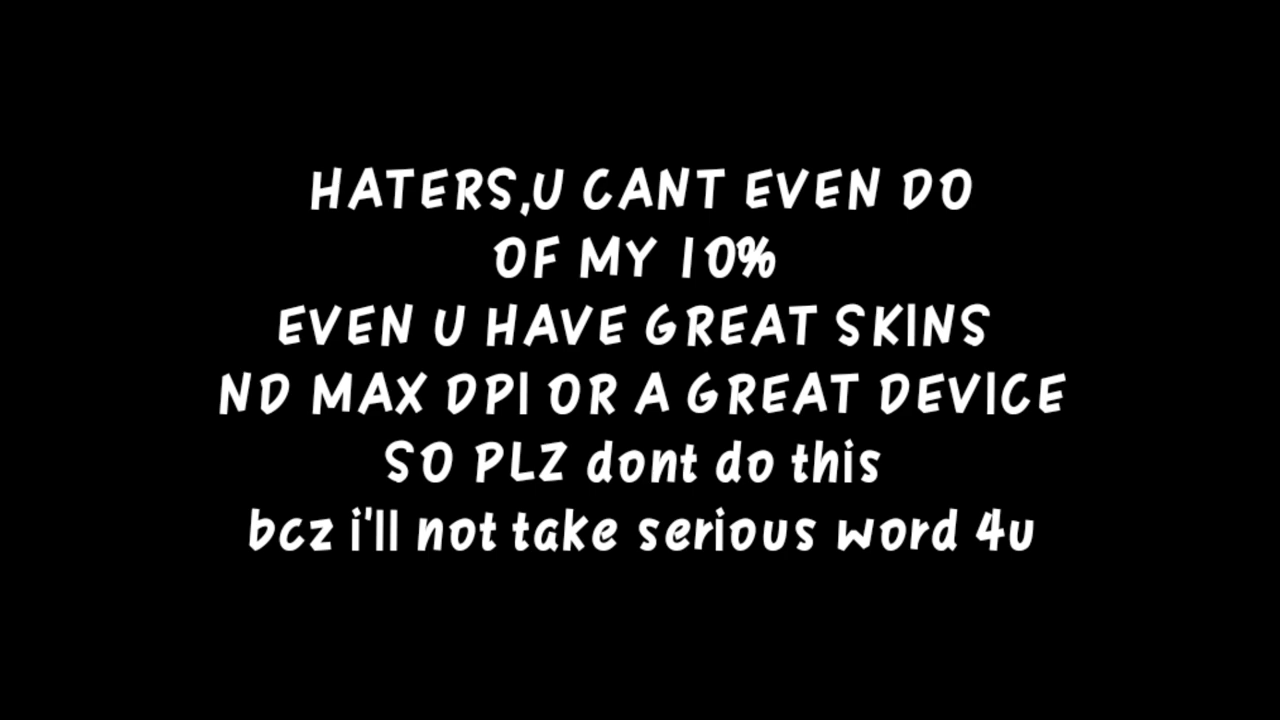 HATERS,U CANT EVEN DO
OF MY 10%
EVEN U HAVE GREAT SKINS
ND MAX DPI OR A GREAT DEVICE
SO PLZ dont do this
bcz i'll not take serious word 4u